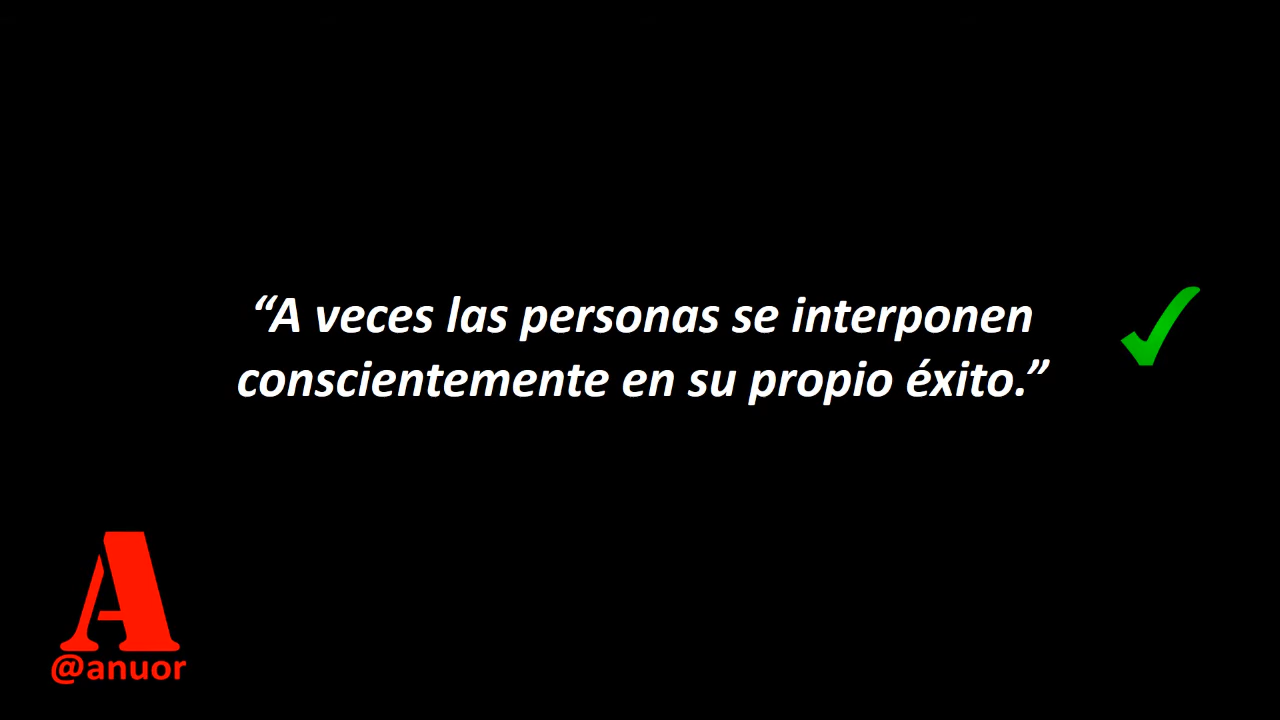 “A veces las personas se interponen
conscientemente en su propio éxito.”
A
@anuor